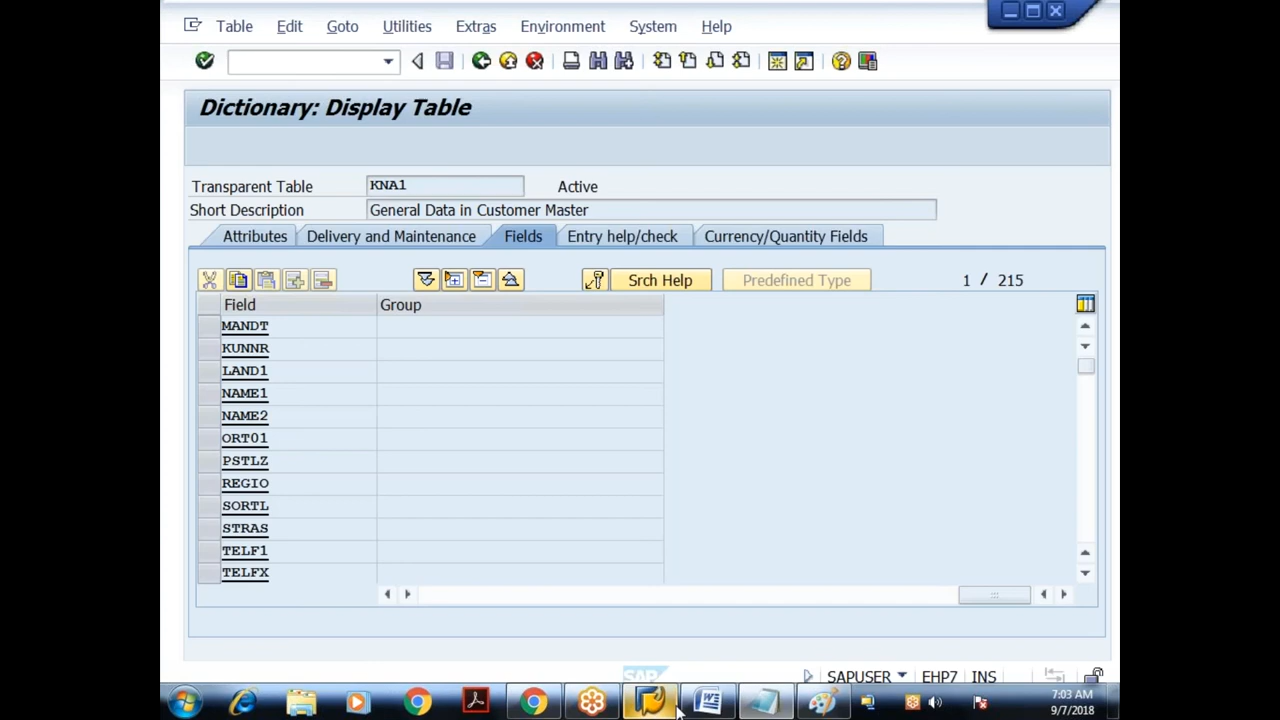 Table Edit Goto Utilities Extras Environment System Help
Dictionary: Display Table
Transparent Table KNA1 Active
Short Description General Data in Customer Master
Attributes Delivery and Maintenance Fields Entry help/check Currency/Quantity Fields
Srch Help Predefined Type 1 / 215
Field Group
MANDT
KUNNR
LAND1
NAME1
NAME2
ORT01
PSTLZ
REGIO
SORTL
STRAS
TELF1
TELFX
SAP SAPUSER EHP7 INS
7:03 AM
9/7/2018